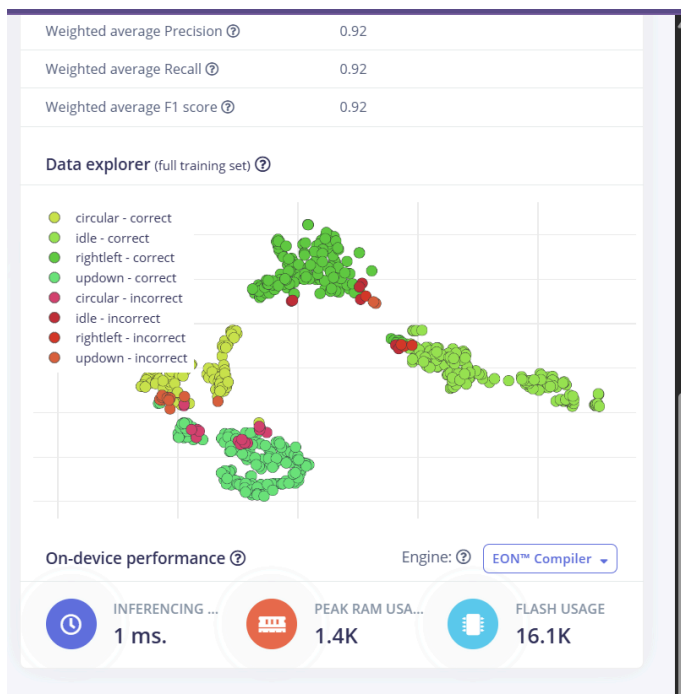 Weighted average Precision ? 0.92
Weighted average Recall ? 0.92
Weighted average F1 score ? 0.92
Data explorer (full training set) ?
circular - correct
idle - correct
rightleft - correct
updown - correct
circular - incorrect
idle - incorrect
rightleft - incorrect
updown - incorrect
On-device performance ? Engine: ? EON™ Compiler
INFERENCING ... PEAK RAM USA... FLASH USAGE
1 ms. 1.4K 16.1K